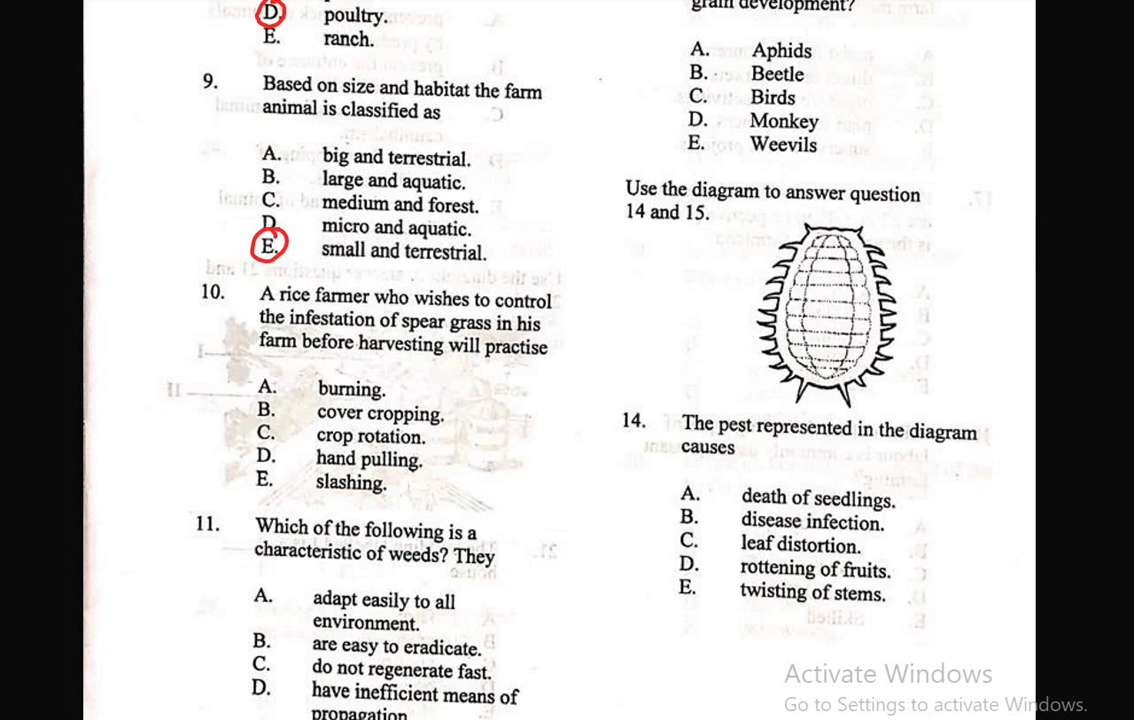 D. poultry.
E. ranch.
9. Based on size and habitat the farm
animal is classified as
A. big and terrestrial.
B. large and aquatic.
C. medium and forest.
D. micro and aquatic.
E. small and terrestrial.
10. A rice farmer who wishes to control
the infestation of spear grass in his
farm before harvesting will practise
A. burning.
B. cover cropping.
C. crop rotation.
D. hand pulling.
E. slashing.
11. Which of the following is a
characteristic of weeds? They
A. adapt easily to all
environment.
B. are easy to eradicate.
C. do not regenerate fast.
D. have inefficient means of
propagation
grain development?
A. Aphids
B. Beetle
C. Birds
D. Monkey
E. Weevils
Use the diagram to answer question
14 and 15.
14. The pest represented in the diagram
causes
A. death of seedlings.
B. disease infection.
C. leaf distortion.
D. rottening of fruits.
E. twisting of stems.
Activate Windows
Go to Settings to activate Windows.